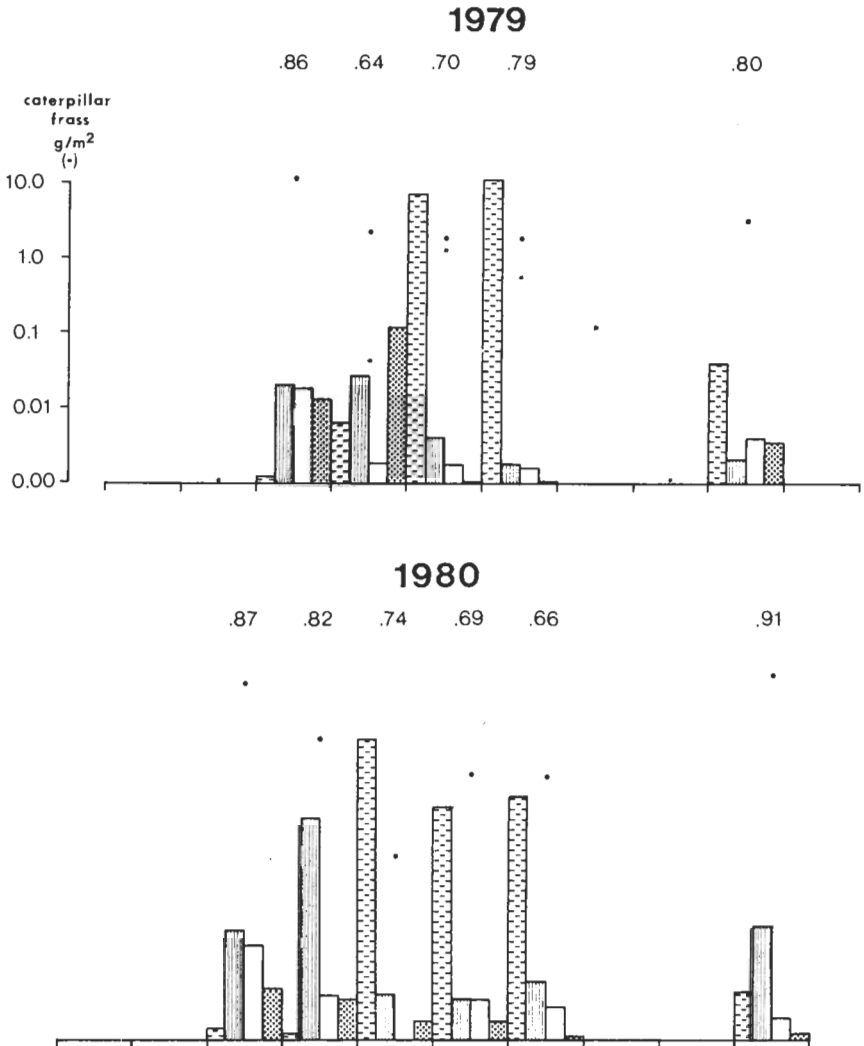 1979
.86 .64 .70 .79 .80
caterpillar
frass
g/m²
(•)
10.0
1.0
0.1
0.01
0.00
1980
.87 .82 .74 .69 .66 .91